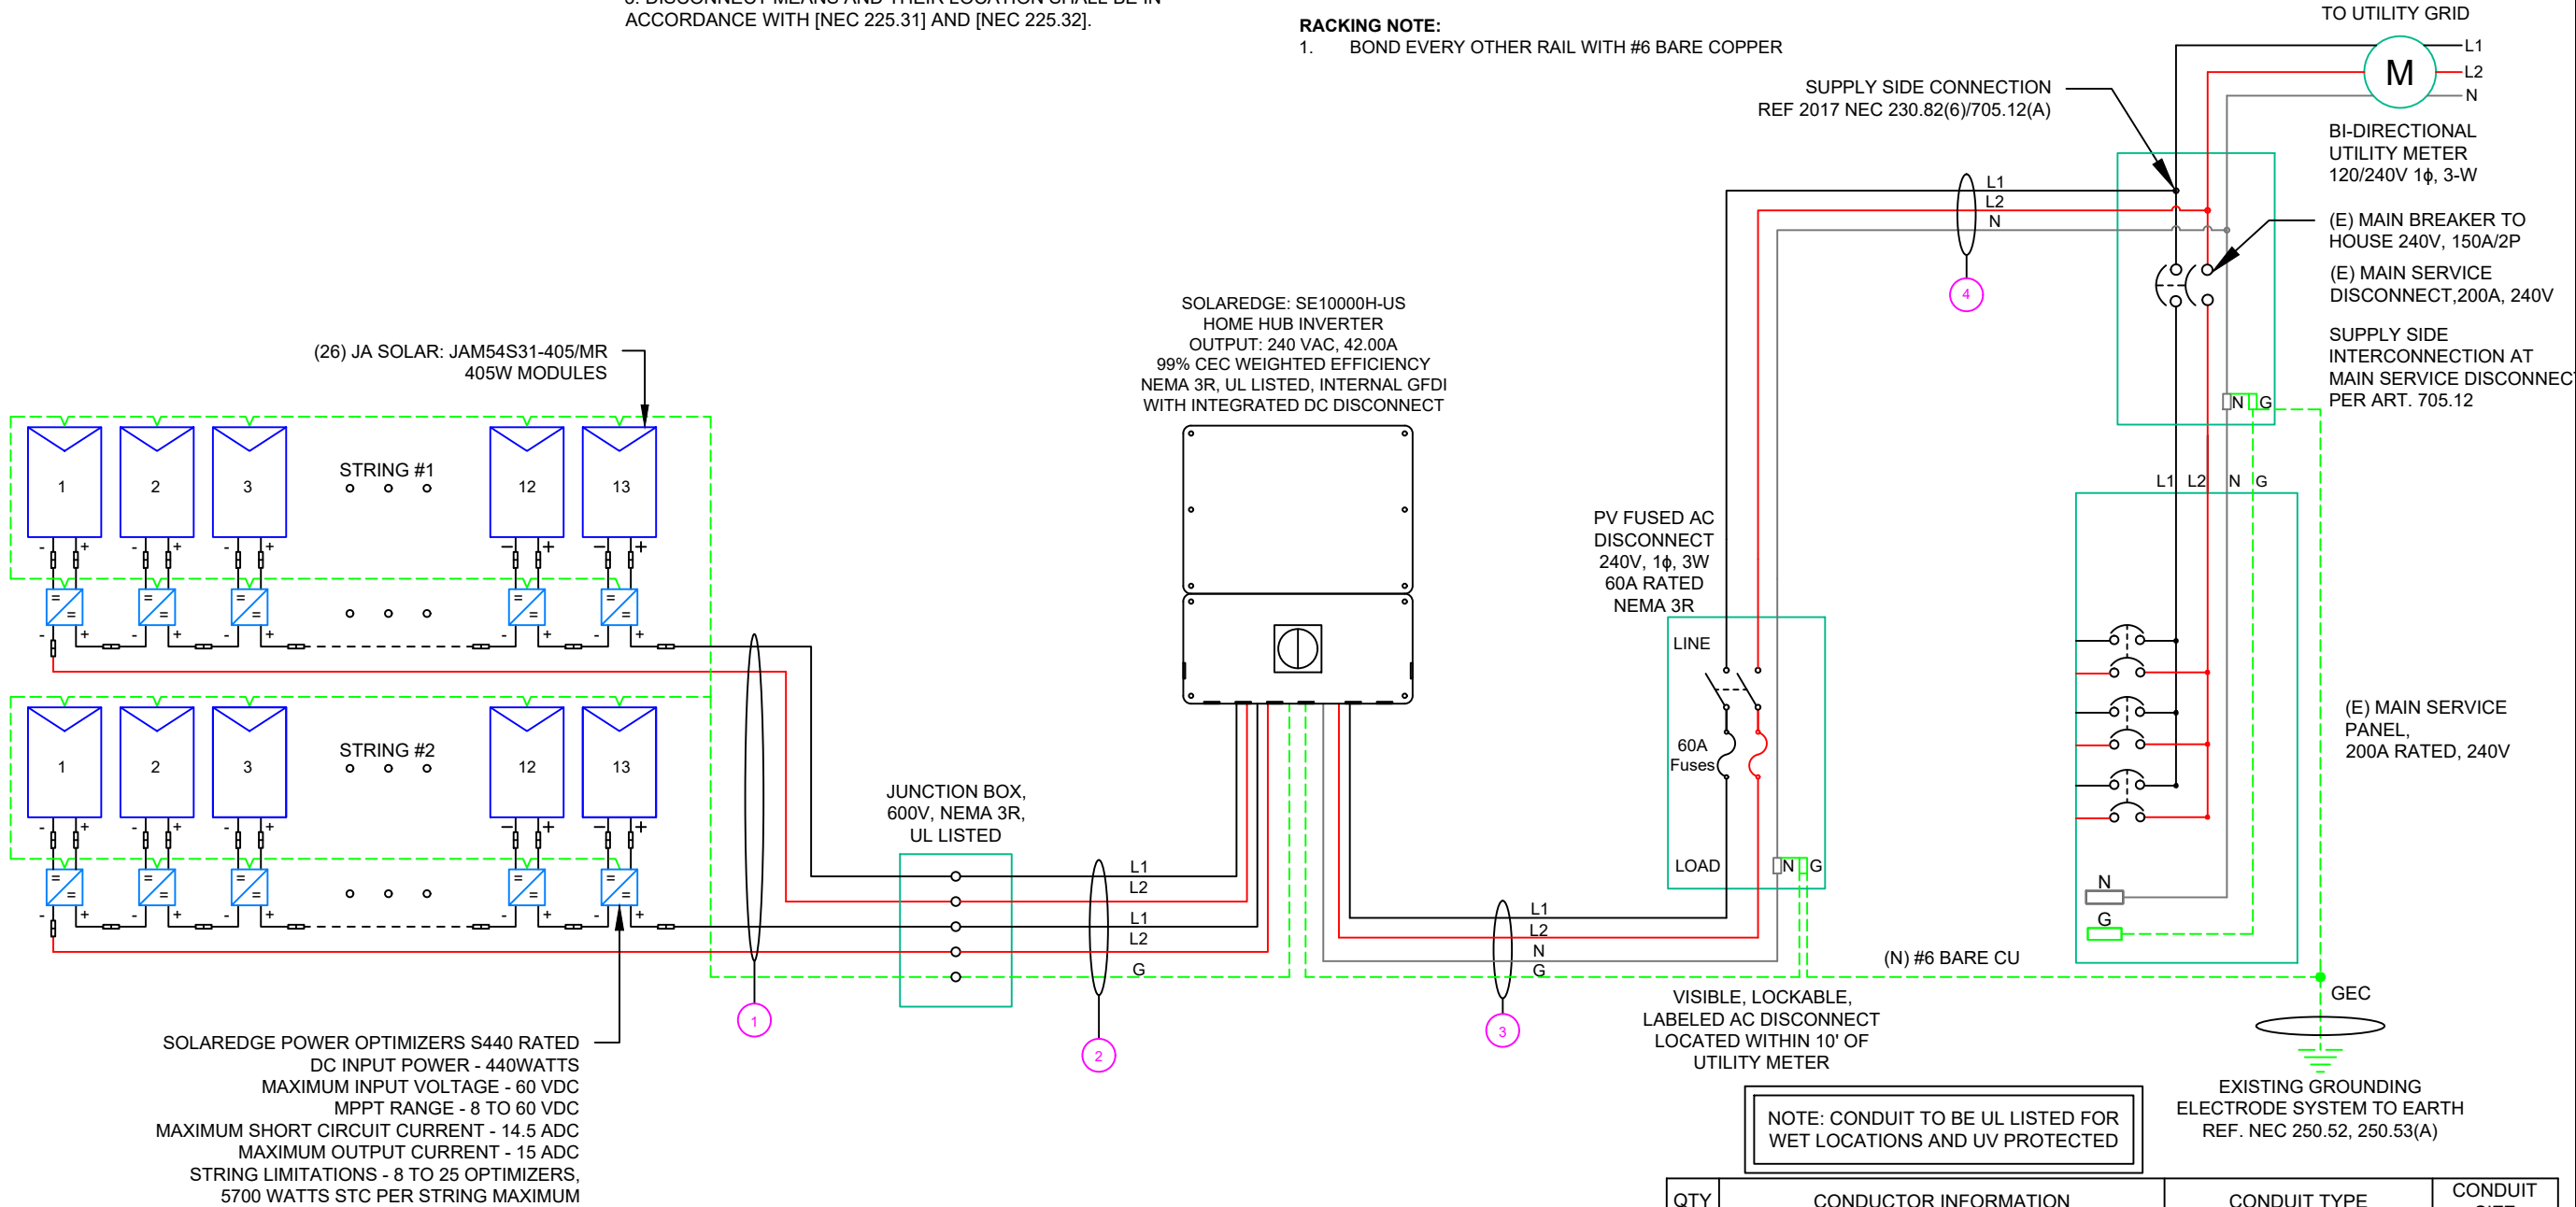 3. DISCONNECT MEANS AND THEIR LOCATION SHALL BE IN
ACCORDANCE WITH [NEC 225.31] AND [NEC 225.32].
RACKING NOTE:
1. BOND EVERY OTHER RAIL WITH #6 BARE COPPER
TO UTILITY GRID
L1
L2
N
M
SUPPLY SIDE CONNECTION
REF 2017 NEC 230.82(6)/705.12(A)
BI-DIRECTIONAL
UTILITY METER
120/240V 1ϕ, 3-W
L1
L2
N
4
(E) MAIN BREAKER TO
HOUSE 240V, 150A/2P
(E) MAIN SERVICE
DISCONNECT,200A, 240V
SUPPLY SIDE
INTERCONNECTION AT
MAIN SERVICE DISCONNECT
PER ART. 705.12
N G
L1 L2 N G
SOLAREDGE: SE10000H-US
HOME HUB INVERTER
OUTPUT: 240 VAC, 42.00A
99% CEC WEIGHTED EFFICIENCY
NEMA 3R, UL LISTED, INTERNAL GFDI
WITH INTEGRATED DC DISCONNECT
(26) JA SOLAR: JAM54S31-405/MR
405W MODULES
STRING #1
1 2 3 12 13
- + - + - + - + - +
= = = = = = = = = =
- + - + - + - + - +
STRING #2
1 2 3 12 13
- + - + - + - + - +
= = = = = = = = = =
- + - + - + - + - +
1
JUNCTION BOX,
600V, NEMA 3R,
UL LISTED
L1
L2
L1
L2
G
2
PV FUSED AC
DISCONNECT
240V, 1ϕ, 3W
60A RATED
NEMA 3R
LINE
60A
Fuses
LOAD
N G
L1
L2
N
G
3
(E) MAIN SERVICE
PANEL,
200A RATED, 240V
N
G
(N) #6 BARE CU
GEC
VISIBLE, LOCKABLE,
LABELED AC DISCONNECT
LOCATED WITHIN 10' OF
UTILITY METER
EXISTING GROUNDING
ELECTRODE SYSTEM TO EARTH
REF. NEC 250.52, 250.53(A)
SOLAREDGE POWER OPTIMIZERS S440 RATED
DC INPUT POWER - 440WATTS
MAXIMUM INPUT VOLTAGE - 60 VDC
MPPT RANGE - 8 TO 60 VDC
MAXIMUM SHORT CIRCUIT CURRENT - 14.5 ADC
MAXIMUM OUTPUT CURRENT - 15 ADC
STRING LIMITATIONS - 8 TO 25 OPTIMIZERS,
5700 WATTS STC PER STRING MAXIMUM
NOTE: CONDUIT TO BE UL LISTED FOR
WET LOCATIONS AND UV PROTECTED
QTY CONDUCTOR INFORMATION CONDUIT TYPE CONDUIT
SIZE